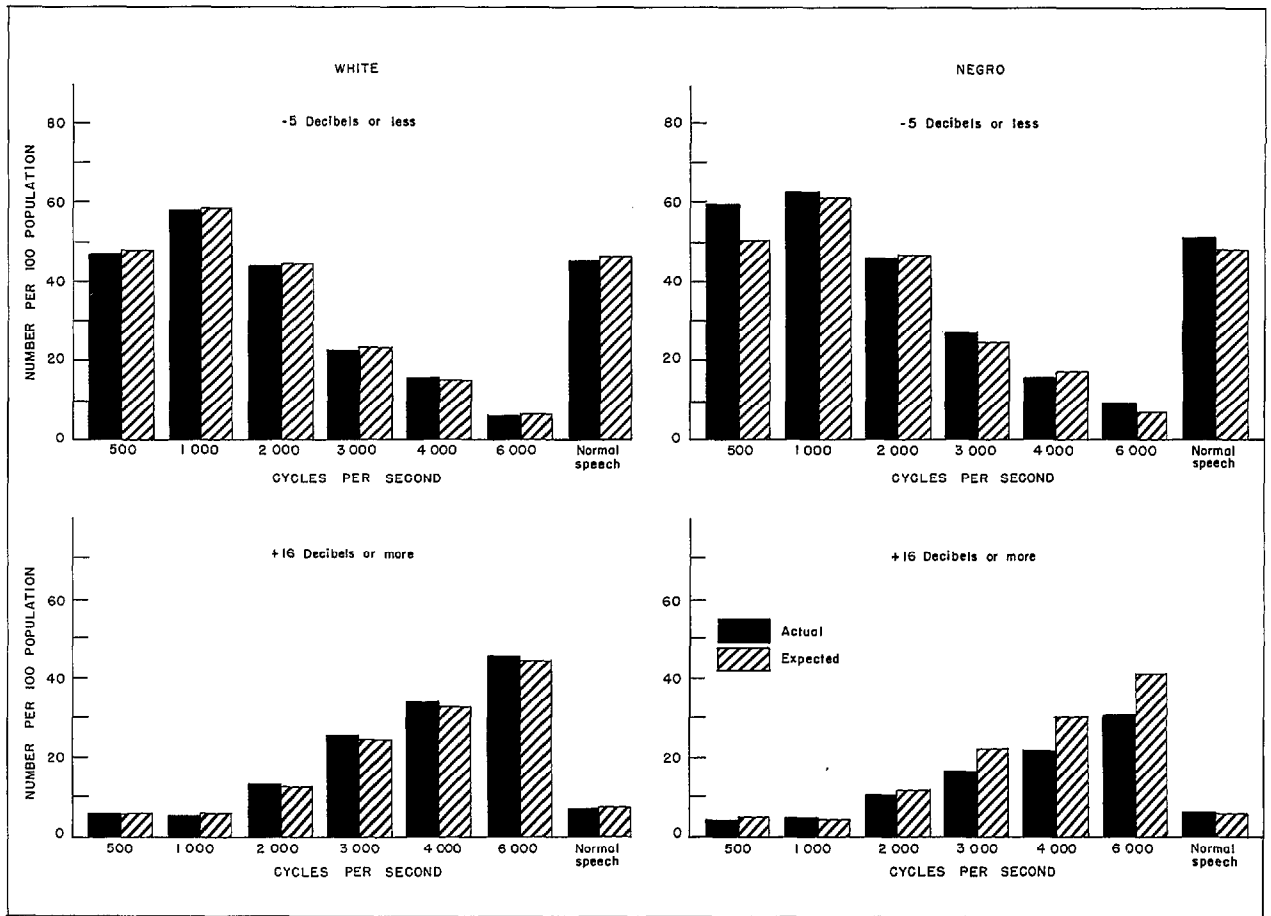 WHITE
-5 Decibels or less
NUMBER PER 100 POPULATION
80
60
40
20
0
500 1 000 2 000 3 000 4 000 6 000 Normal speech
CYCLES PER SECOND
NEGRO
-5 Decibels or less
80
60
40
20
0
500 1 000 2 000 3 000 4 000 6 000 Normal speech
CYCLES PER SECOND
+16 Decibels or more
NUMBER PER 100 POPULATION
60
40
20
0
500 1 000 2 000 3 000 4 000 6 000 Normal speech
CYCLES PER SECOND
+16 Decibels or more
60
40
20
0
Actual
Expected
500 1 000 2 000 3 000 4 000 6 000 Normal speech
CYCLES PER SECOND